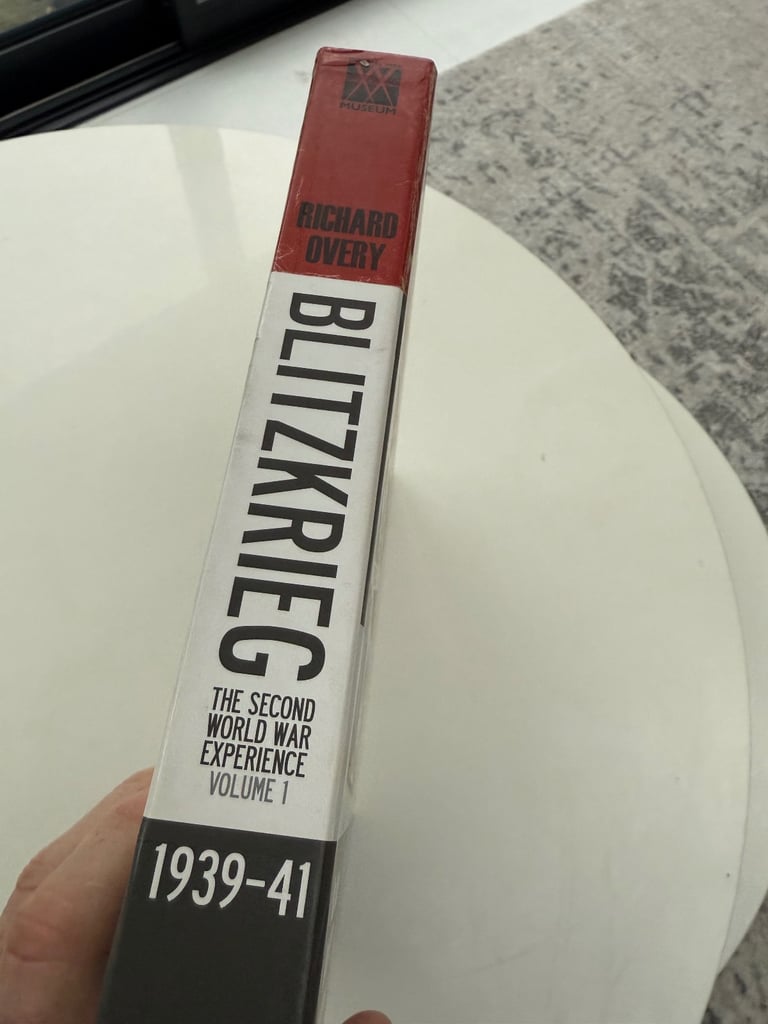 MUSEUM
RICHARD
OVERY
BLITZKRIEG
THE SECOND
WORLD WAR
EXPERIENCE
VOLUME 1
1939-41